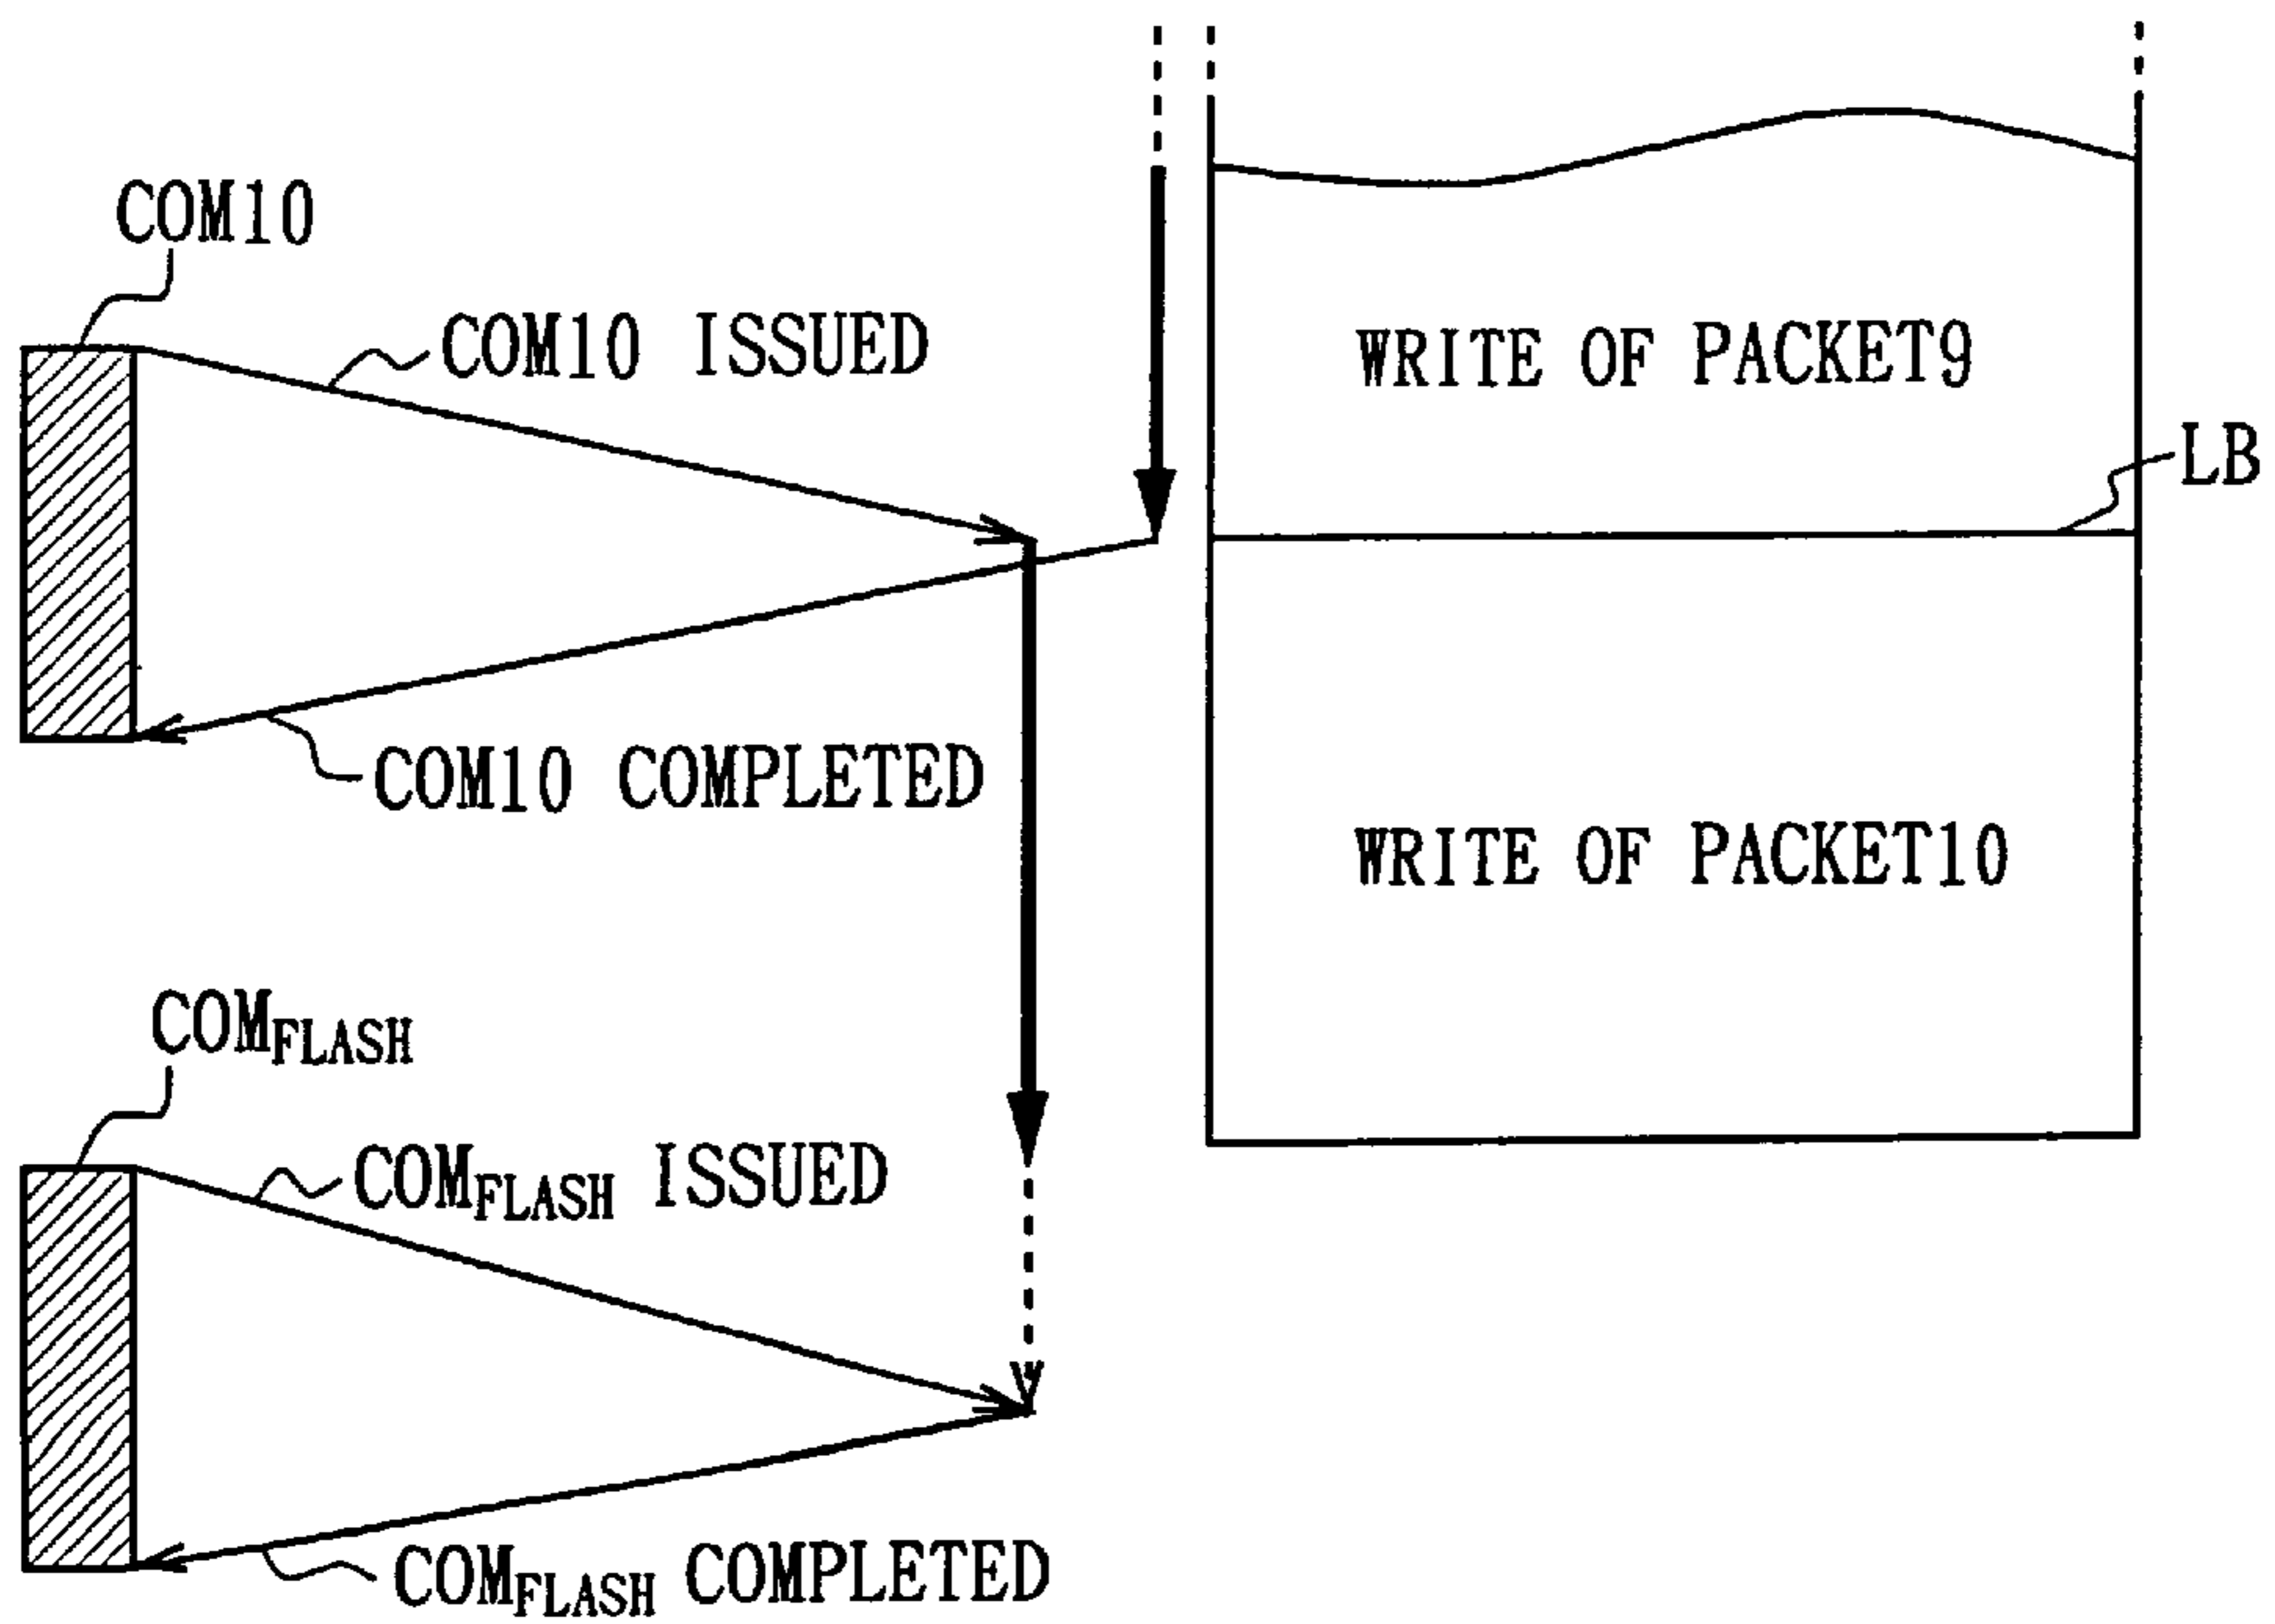 COM10
COM10 ISSUED
WRITE OF PACKET9
LB
COM10 COMPLETED
WRITE OF PACKET10
COMFLASH
COMFLASH ISSUED
COMFLASH COMPLETED